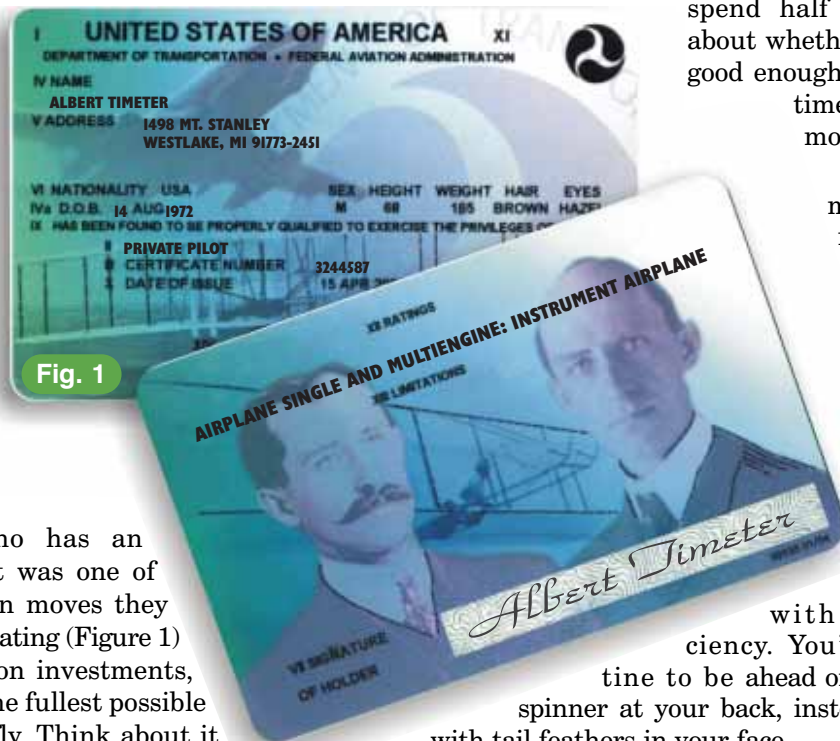 I UNITED STATES OF AMERICA XI
DEPARTMENT OF TRANSPORTATION • FEDERAL AVIATION ADMINISTRATION
IV NAME
ALBERT TIMETER
V ADDRESS 1498 MT. STANLEY
WESTLAKE, MI 91773-2451
VI NATIONALITY USA SEX HEIGHT WEIGHT HAIR EYES
IVa D.O.B. 14 AUG 1972 M 68 185 BROWN HAZEL
IX HAS BEEN FOUND TO BE PROPERLY QUALIFIED TO EXERCISE THE PRIVILEGES OF
II PRIVATE PILOT
III CERTIFICATE NUMBER 3244587
X DATE OF ISSUE 15 APR
Fig. 1
XII RATINGS
AIRPLANE SINGLE AND MULTIENGINE: INSTRUMENT AIRPLANE
XIII LIMITATIONS
VII SIGNATURE
OF HOLDER
Albert Timeter
spend half
about wheth
good enough
time
mo
has an
t was one of
n moves they
ating (Figure 1)
on investments,
he fullest possible
ly. Think about it
with
ciency. You'
tine to be ahead o
spinner at your back, inst
with tail feathers in your face